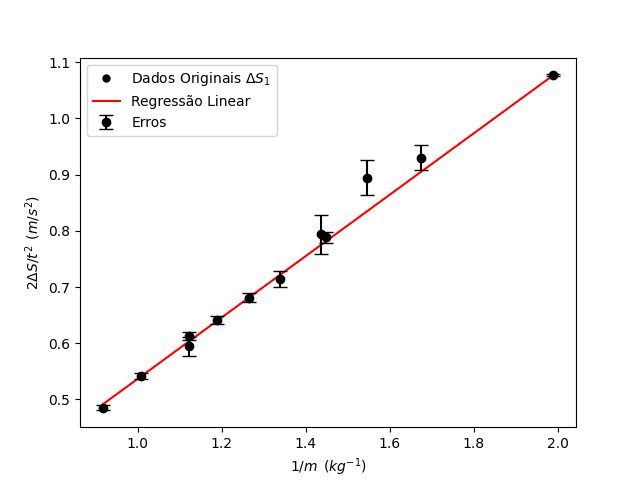 Dados Originais ΔS₁
Regressão Linear
Erros
1.1
1.0
0.9
0.8
0.7
0.6
0.5
2ΔS/t² (m/s²)
1.0
1.2
1.4
1.6
1.8
2.0
1/m (kg⁻¹)